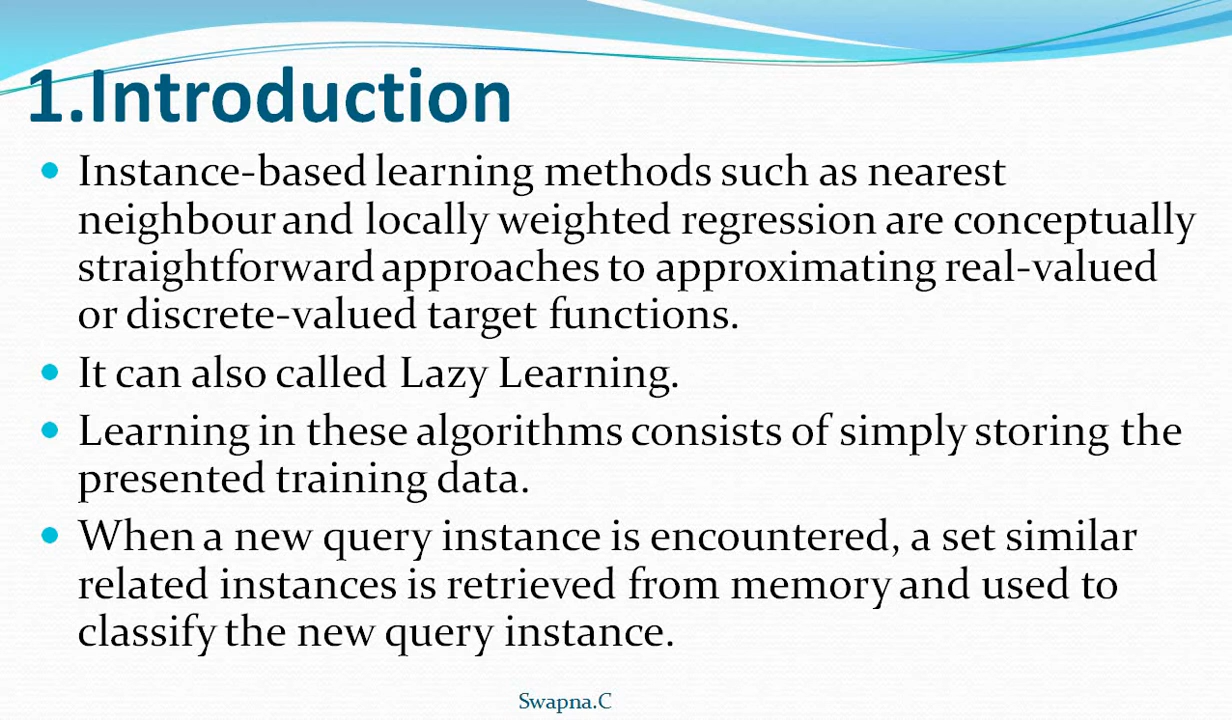 1.Introduction
• Instance-based learning methods such as nearest
neighbour and locally weighted regression are conceptually
straightforward approaches to approximating real-valued
or discrete-valued target functions.
• It can also called Lazy Learning.
• Learning in these algorithms consists of simply storing the
presented training data.
• When a new query instance is encountered, a set similar
related instances is retrieved from memory and used to
classify the new query instance.
Swapna.C